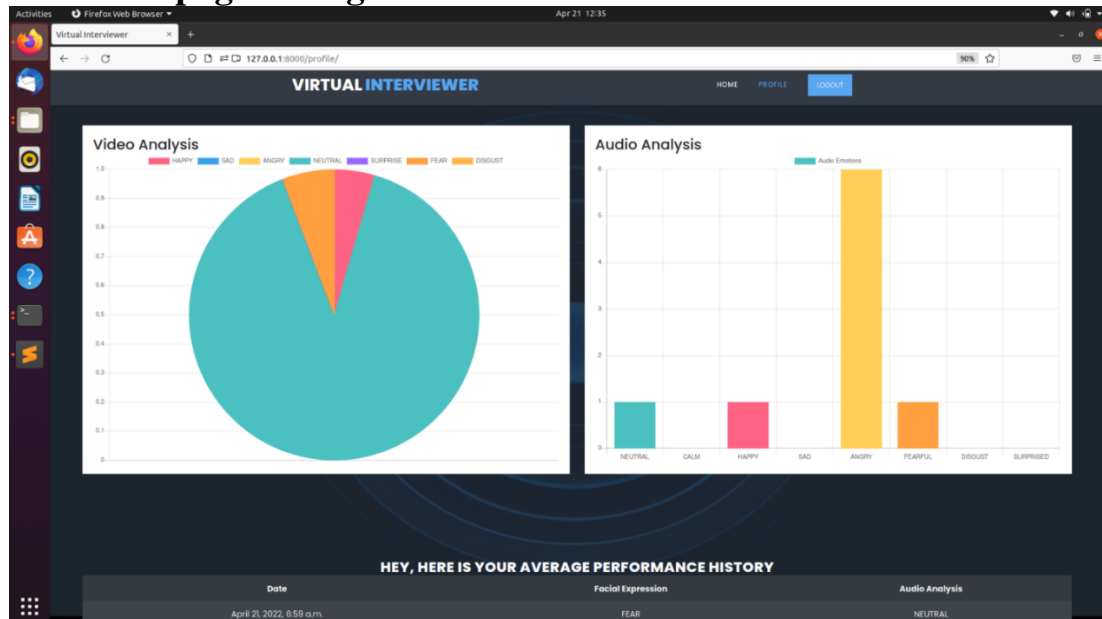 Activities Firefox Web Browser Apr 21 12:35
Virtual Interviewer × +
127.0.0.1:8000/profile/ 90%
VIRTUAL INTERVIEWER HOME PROFILE LOGOUT
Video Analysis
HAPPY SAD ANGRY NEUTRAL SURPRISE FEAR DISGUST
1.0
0.9
0.8
0.7
0.6
0.5
0.4
0.3
0.2
0.1
0
Audio Analysis
Audio Emotions
6
5
4
3
2
1
0
NEUTRAL CALM HAPPY SAD ANGRY FEARFUL DISGUST SURPRISED
HEY, HERE IS YOUR AVERAGE PERFORMANCE HISTORY
Date Facial Expression Audio Analysis
April 21, 2022, 6:59 a.m. FEAR NEUTRAL